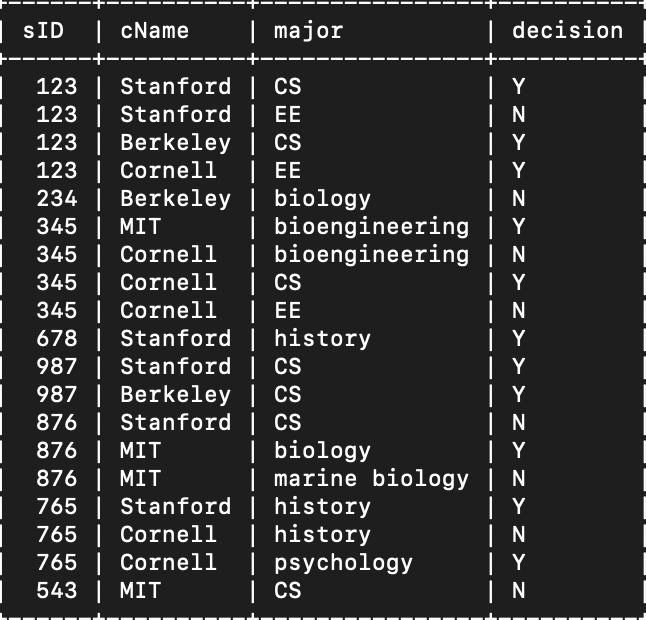 | sID | cName | major | decision |
| 123 | Stanford | CS | Y |
| 123 | Stanford | EE | N |
| 123 | Berkeley | CS | Y |
| 123 | Cornell | EE | Y |
| 234 | Berkeley | biology | N |
| 345 | MIT | bioengineering | Y |
| 345 | Cornell | bioengineering | N |
| 345 | Cornell | CS | Y |
| 345 | Cornell | EE | N |
| 678 | Stanford | history | Y |
| 987 | Stanford | CS | Y |
| 987 | Berkeley | CS | Y |
| 876 | Stanford | CS | N |
| 876 | MIT | biology | Y |
| 876 | MIT | marine biology | N |
| 765 | Stanford | history | Y |
| 765 | Cornell | history | N |
| 765 | Cornell | psychology | Y |
| 543 | MIT | CS | N |